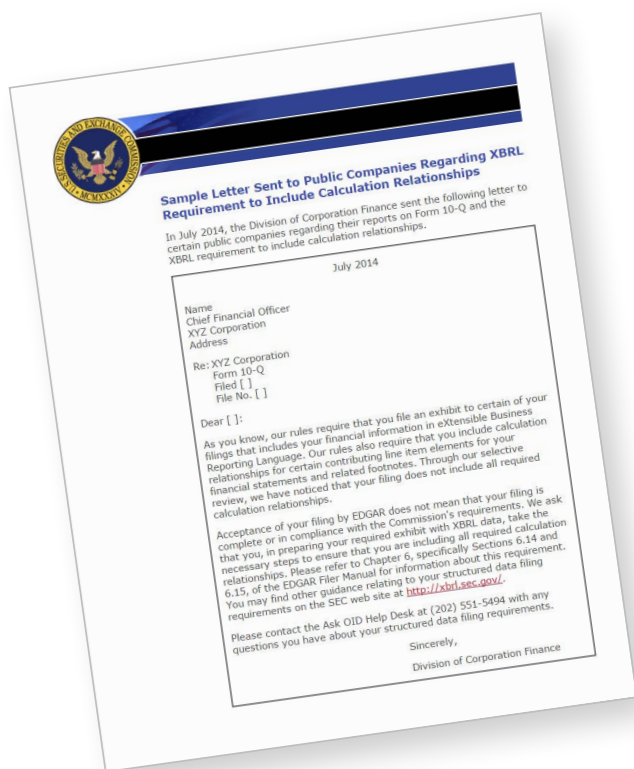 U.S. SECURITIES AND EXCHANGE COMMISSION
MCMXXXIV
Sample Letter Sent to Public Companies Regarding XBRL
Requirement to Include Calculation Relationships
In July 2014, the Division of Corporation Finance sent the following letter to
certain public companies regarding their reports on Form 10-Q and the
XBRL requirement to include calculation relationships.
July 2014
Name
Chief Financial Officer
XYZ Corporation
Address
Re: XYZ Corporation
Form 10-Q
Filed [ ]
File No. [ ]
Dear [ ]:
As you know, our rules require that you file an exhibit to certain of your
filings that includes your financial information in eXtensible Business
Reporting Language. Our rules also require that you include calculation
relationships for certain contributing line item elements for your
financial statements and related footnotes. Through our selective
review, we have noticed that your filing does not include all required
calculation relationships.
Acceptance of your filing by EDGAR does not mean that your filing is
complete or in compliance with the Commission's requirements. We ask
that you, in preparing your required exhibit with XBRL data, take the
necessary steps to ensure that you are including all required calculation
relationships. Please refer to Chapter 6, specifically Sections 6.14 and
6.15, of the EDGAR Filer Manual for information about this requirement.
You may find other guidance relating to your structured data filing
requirements on the SEC web site at http://xbrl.sec.gov/.
Please contact the Ask OID Help Desk at (202) 551-5494 with any
questions you have about your structured data filing requirements.
Sincerely,
Division of Corporation Finance